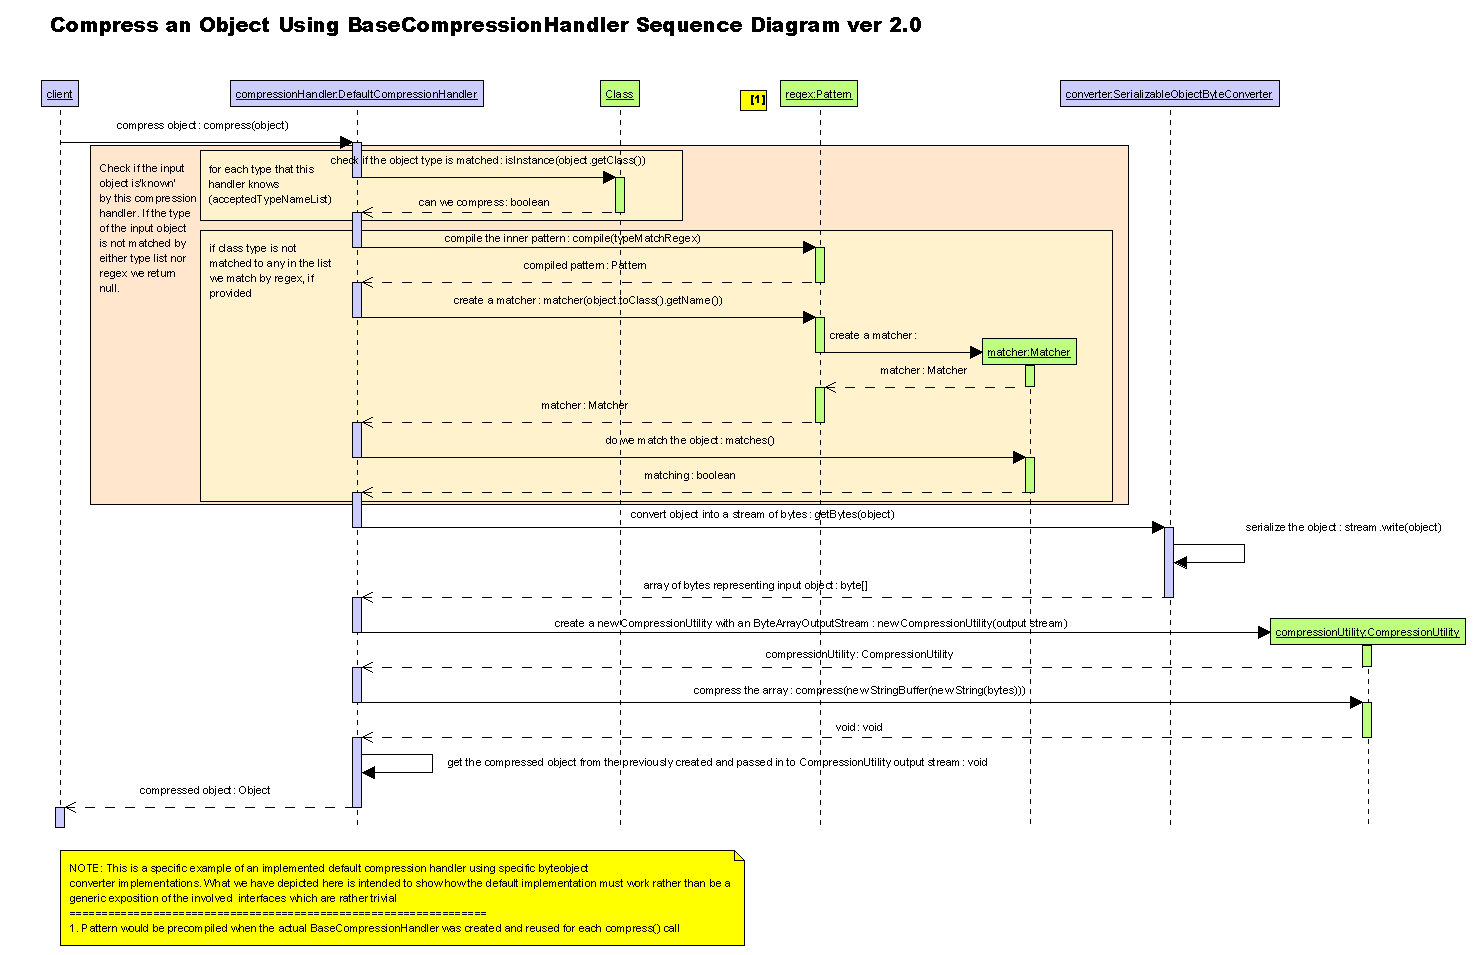 Compress an Object Using BaseCompressionHandler Sequence Diagram ver 2.0
client
compressionHandler:DefaultCompressionHandler
Class
[1]
regex:Pattern
converter:SerializableObjectByteConverter
compress object : compress(object)
Check if the input
object is 'known'
by this compression
handler. If the type
of the input object
is not matched by
either type list nor
regex we return
null.
for each type that this
handler knows
(acceptedTypeNameList)
check if the object type is matched : isInstance(object.getClass())
can we compress : boolean
if class type is not
matched to any in the list
we match by regex, if
provided
compile the inner pattern : compile(typeMatchRegex)
compiled pattern : Pattern
create a matcher : matcher(object.toClass().getName())
create a matcher :
matcher:Matcher
matcher : Matcher
matcher : Matcher
do we match the object : matches()
matching : boolean
convert object into a stream of bytes : getBytes(object)
serialize the object : stream.write(object)
array of bytes representing input object : byte[]
create a new CompressionUtility with an ByteArrayOutputStream : new CompressionUtility(output stream)
compressionUtility:CompressionUtility
compressionUtility : CompressionUtility
compress the array : compress(new StringBuffer(new String(bytes)))
void : void
get the compressed object from the previously created and passed in to CompressionUtility output stream : void
compressed object : Object
NOTE: This is a specific example of an implemented default compression handler using specific byteobject
converter implementations. What we have depicted here is intended to show how the default implementation must work rather than be a
generic exposition of the involved interfaces which are rather trivial
=================================================================
1. Pattern would be precompiled when the actual BaseCompressionHandler was created and reused for each compress() call